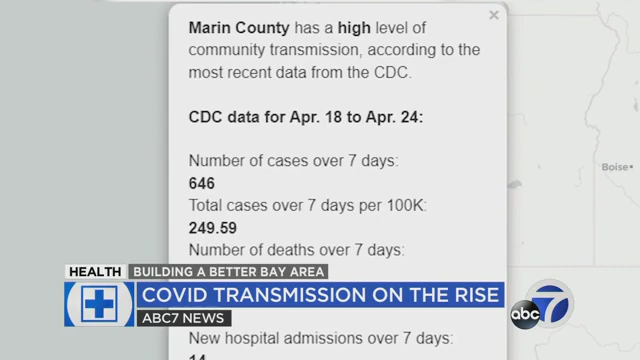 ×
Marin County has a high level of
community transmission, according to the
most recent data from the CDC.
CDC data for Apr. 18 to Apr. 24:
Number of cases over 7 days:
646
Total cases over 7 days per 100K:
249.59
Number of deaths over 7 days:
Boise
HEALTH BUILDING A BETTER BAY AREA
COVID TRANSMISSION ON THE RISE
ABC7 NEWS
abc 7
New hospital admissions over 7 days:
14